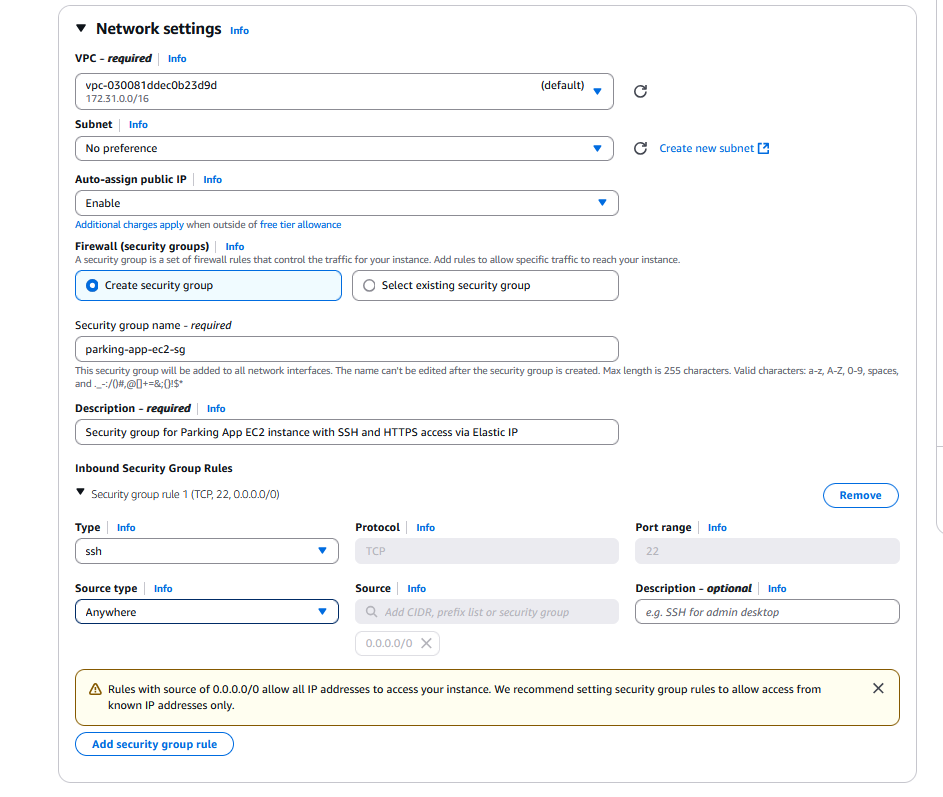 Network settings Info
VPC - required Info
vpc-030081ddec0b23d9d (default)
172.31.0.0/16
Subnet Info
No preference Create new subnet
Auto-assign public IP Info
Enable
Additional charges apply when outside of free tier allowance
Firewall (security groups) Info
A security group is a set of firewall rules that control the traffic for your instance. Add rules to allow specific traffic to reach your instance.
Create security group Select existing security group
Security group name - required
parking-app-ec2-sg
This security group will be added to all network interfaces. The name can't be edited after the security group is created. Max length is 255 characters. Valid characters: a-z, A-Z, 0-9, spaces,
and ._-:/()#,@[]+=&;{}!$*
Description - required Info
Security group for Parking App EC2 instance with SSH and HTTPS access via Elastic IP
Inbound Security Group Rules
Security group rule 1 (TCP, 22, 0.0.0.0/0) Remove
Type Info Protocol Info Port range Info
ssh TCP 22
Source type Info Source Info Description - optional Info
Anywhere Add CIDR, prefix list or security group e.g. SSH for admin desktop
0.0.0.0/0
Rules with source of 0.0.0.0/0 allow all IP addresses to access your instance. We recommend setting security group rules to allow access from
known IP addresses only.
Add security group rule